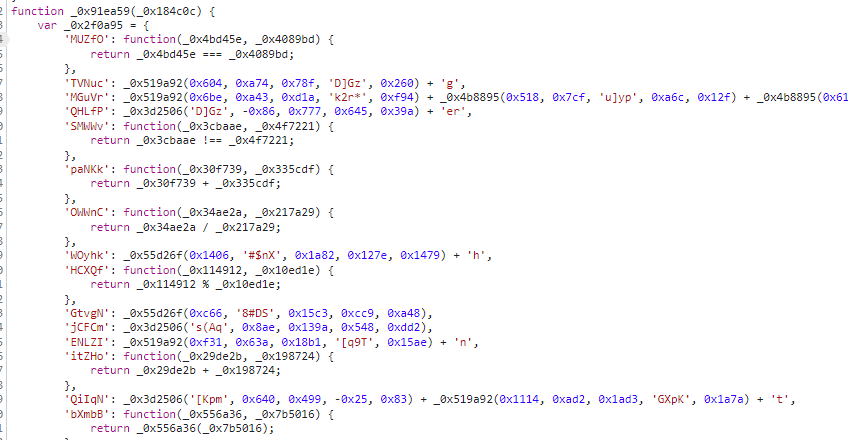 function _0x91ea59(_0x184c0c) {
var _0x2f0a95 = {
'MUZfO': function(_0x4bd45e, _0x4089bd) {
return _0x4bd45e === _0x4089bd;
},
'TVNuc': _0x519a92(0x604, 0xa74, 0x78f, 'D]Gz', 0x260) + 'g',
'MGuVr': _0x519a92(0x6be, 0xa43, 0xd1a, 'k2r*', 0xf94) + _0x4b8895(0x518, 0x7cf, 'u]yp', 0xa6c, 0x12f) + _0x4b8895(0x61
'QHLfP': _0x3d2506('D]Gz', -0x86, 0x777, 0x645, 0x39a) + 'er',
'SMWWv': function(_0x3cbaae, _0x4f7221) {
return _0x3cbaae !== _0x4f7221;
},
'paNKk': function(_0x30f739, _0x335cdf) {
return _0x30f739 + _0x335cdf;
},
'OWWnC': function(_0x34ae2a, _0x217a29) {
return _0x34ae2a / _0x217a29;
},
'WOyhk': _0x55d26f(0x1406, '#$nX', 0x1a82, 0x127e, 0x1479) + 'h',
'HCXQf': function(_0x114912, _0x10ed1e) {
return _0x114912 % _0x10ed1e;
},
'GtvgN': _0x55d26f(0xc66, '8#DS', 0x15c3, 0xcc9, 0xa48),
'jCFCm': _0x3d2506('s(Aq', 0x8ae, 0x139a, 0x548, 0xdd2),
'ENLZI': _0x519a92(0xf31, 0x63a, 0x18b1, '[q9T', 0x15ae) + 'n',
'itZHo': function(_0x29de2b, _0x198724) {
return _0x29de2b + _0x198724;
},
'QiIqN': _0x3d2506('[Kpm', 0x640, 0x499, -0x25, 0x83) + _0x519a92(0x1114, 0xad2, 0x1ad3, 'GXpK', 0x1a7a) + 't',
'bXmbB': function(_0x556a36, _0x7b5016) {
return _0x556a36(_0x7b5016);